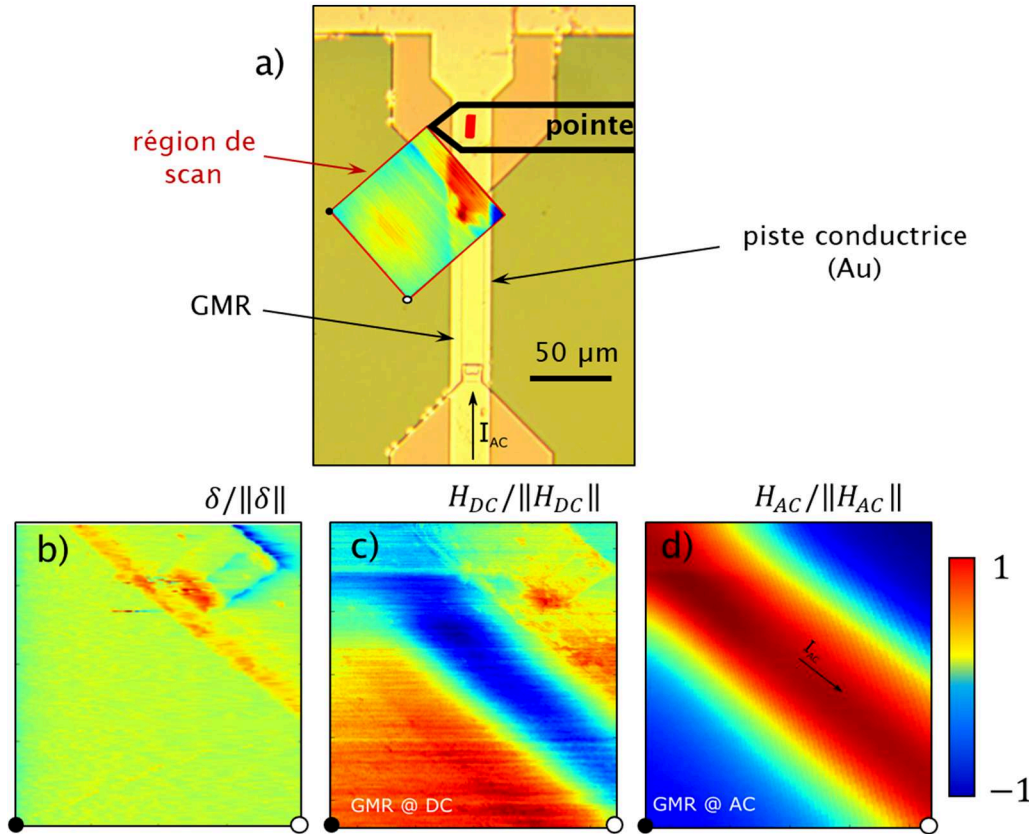 a)
région de
scan
pointe
piste conductrice
(Au)
GMR
50 µm
I_AC
δ/‖δ‖
H_DC/‖H_DC‖
H_AC/‖H_AC‖
b)
c)
d)
1
I_AC
GMR @ DC
GMR @ AC
−1